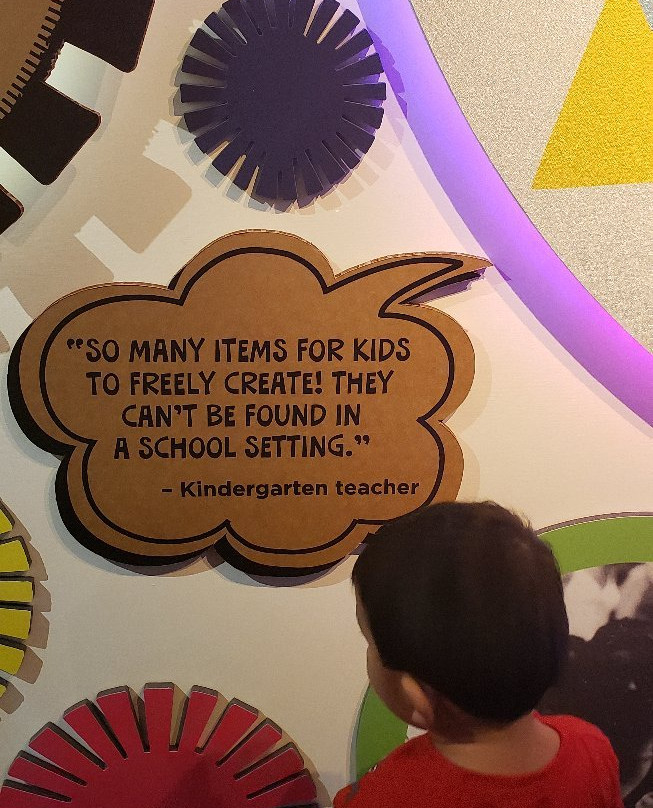 "SO MANY ITEMS FOR KIDS
TO FREELY CREATE! THEY
CAN'T BE FOUND IN
A SCHOOL SETTING."
– Kindergarten teacher